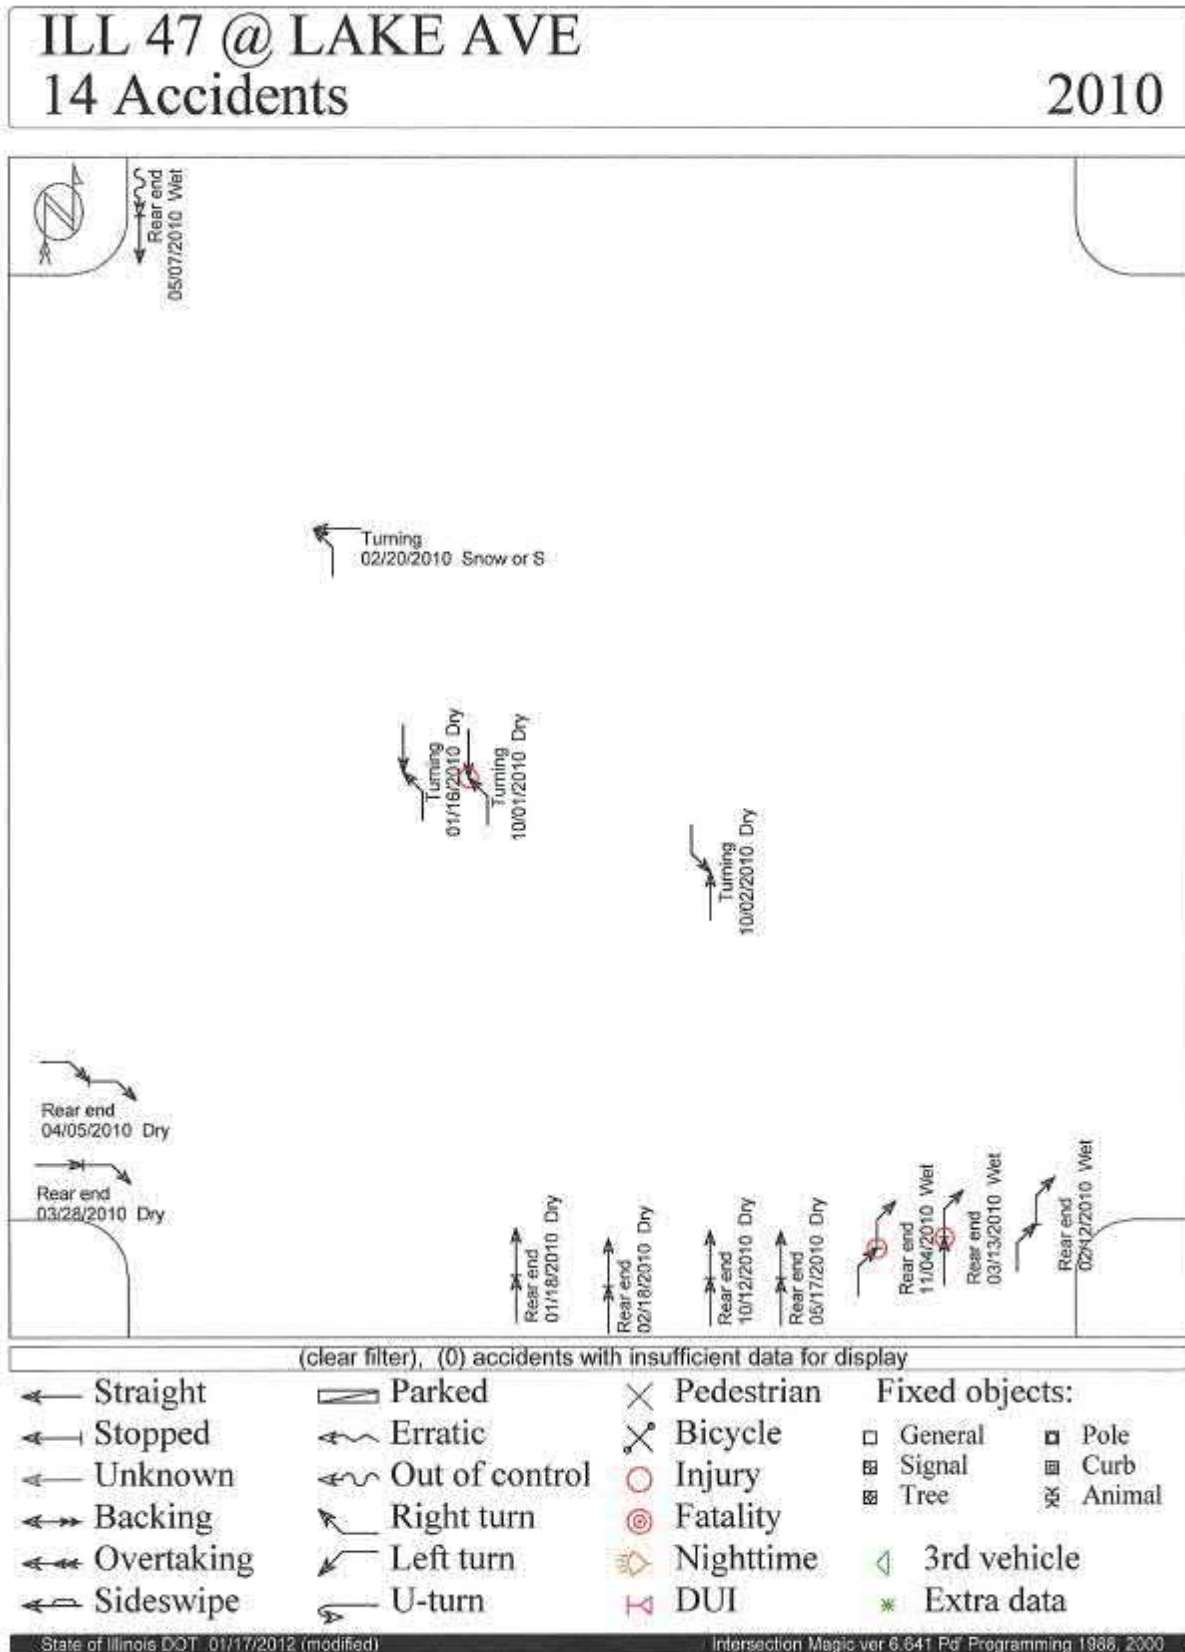 ILL 47 @ LAKE AVE
14 Accidents
2010
N
Rear end
05/07/2010 Wet
Turning
02/20/2010 Snow or S
Turning
01/16/2010 Dry
Turning
10/01/2010 Dry
Turning
10/02/2010 Dry
Rear end
04/05/2010 Dry
Rear end
03/28/2010 Dry
Rear end
01/18/2010 Dry
Rear end
02/18/2010 Dry
Rear end
10/12/2010 Dry
Rear end
05/17/2010 Dry
Rear end
11/04/2010 Wet
Rear end
03/13/2010 Wet
Rear end
02/12/2010 Wet
(clear filter), (0) accidents with insufficient data for display
Straight
Stopped
Unknown
Backing
Overtaking
Sideswipe
Parked
Erratic
Out of control
Right turn
Left turn
U-turn
Pedestrian
Bicycle
Injury
Fatality
Nighttime
DUI
Fixed objects:
General
Signal
Tree
Pole
Curb
Animal
3rd vehicle
Extra data
State of Illinois DOT 01/17/2012 (modified)
Intersection Magic ver 6.641 Pd' Programming 1986, 2000